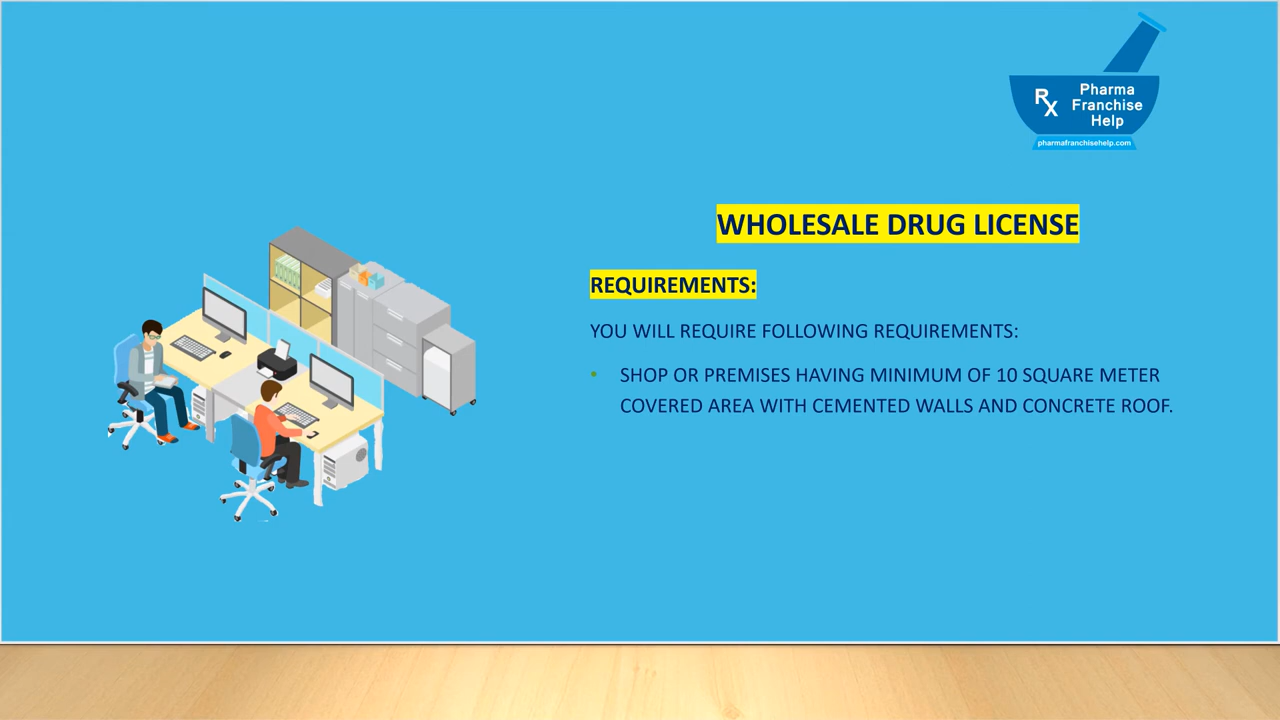 Rx
Pharma
Franchise
Help
pharmafranchisehelp.com
WHOLESALE DRUG LICENSE
REQUIREMENTS:
YOU WILL REQUIRE FOLLOWING REQUIREMENTS:
• SHOP OR PREMISES HAVING MINIMUM OF 10 SQUARE METER
COVERED AREA WITH CEMENTED WALLS AND CONCRETE ROOF.